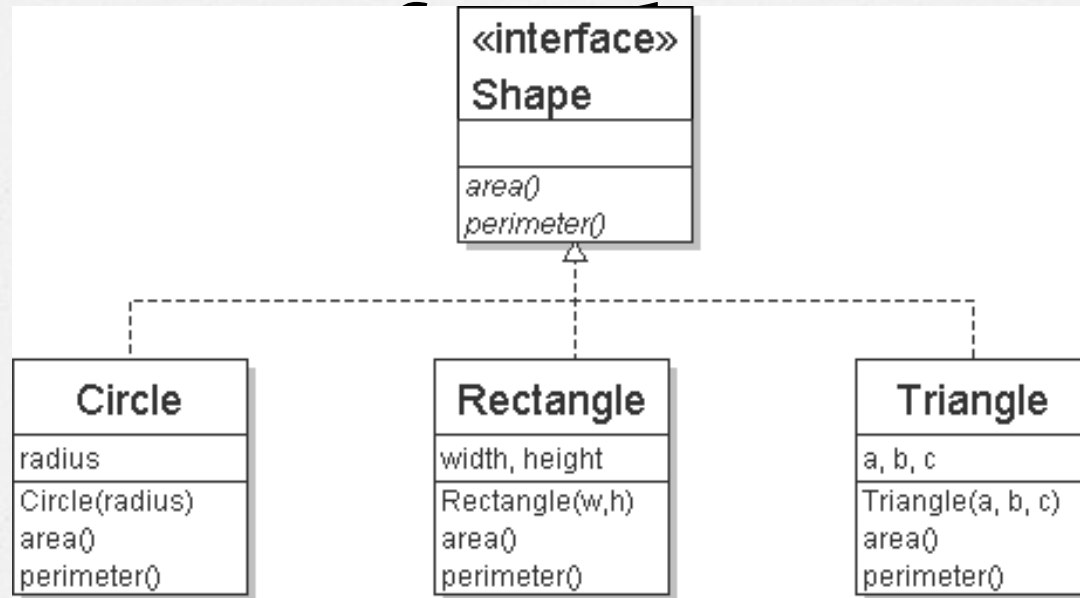 «interface»
Shape
area()
perimeter()
Circle
radius
Circle(radius)
area()
perimeter()
Rectangle
width, height
Rectangle(w,h)
area()
perimeter()
Triangle
a, b, c
Triangle(a, b, c)
area()
perimeter()